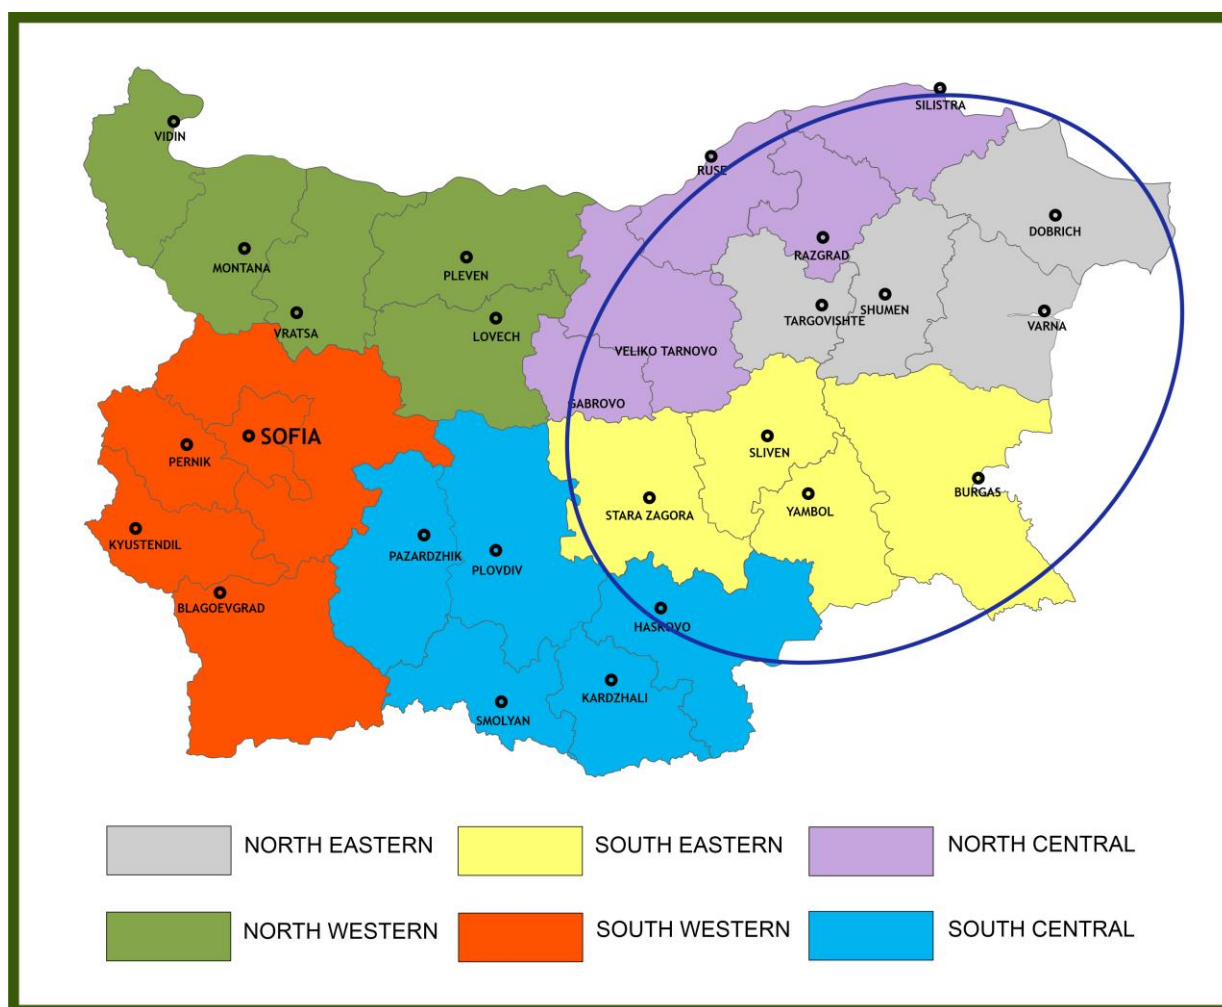 SILISTRA
VIDIN
RUSE
DOBRICH
RAZGRAD
MONTANA
PLEVEN
TARGOVISHTE
SHUMEN
VARNA
VRATSA
LOVECH
VELIKO TARNOVO
GABROVO
SOFIA
PERNIK
SLIVEN
BURGAS
STARA ZAGORA
YAMBOL
KYUSTENDIL
PAZARDZHIK
PLOVDIV
BLAGOEVGRAD
HASKOVO
KARDZHALI
SMOLYAN
NORTH EASTERN
SOUTH EASTERN
NORTH CENTRAL
NORTH WESTERN
SOUTH WESTERN
SOUTH CENTRAL